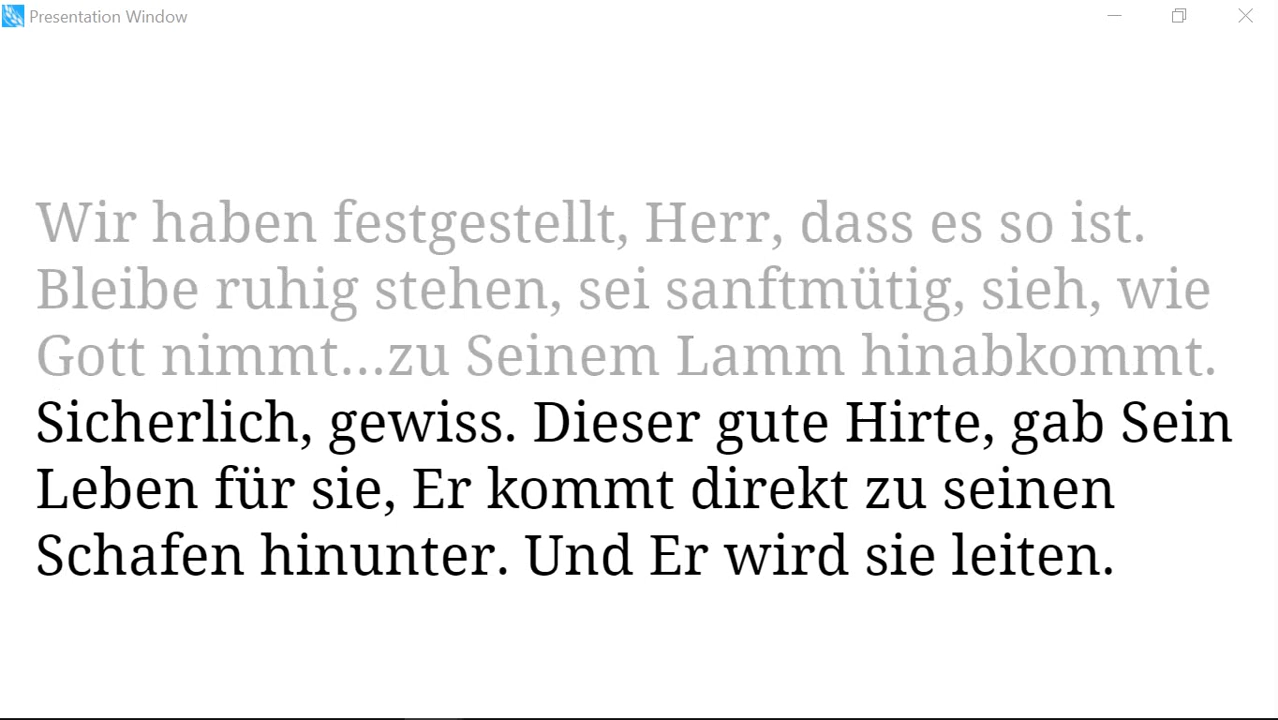 Presentation Window
Wir haben festgestellt, Herr, dass es so ist.
Bleibe ruhig stehen, sei sanftmütig, sieh, wie
Gott nimmt...zu Seinem Lamm hinabkommt.
Sicherlich, gewiss. Dieser gute Hirte, gab Sein
Leben für sie, Er kommt direkt zu seinen
Schafen hinunter. Und Er wird sie leiten.